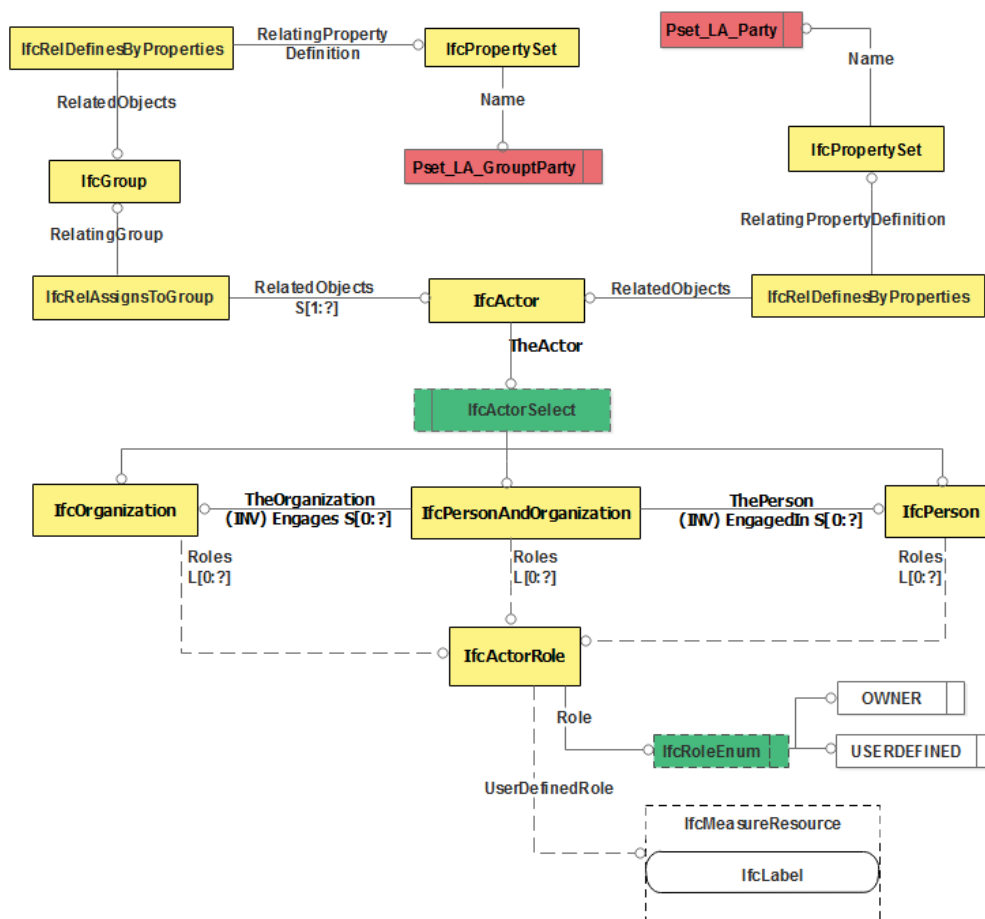 Pset_LA_Party
IfcRelDefinesByProperties
RelatingProperty
Definition
IfcPropertySet
Name
RelatedObjects
Name
IfcPropertySet
Pset_LA_GrouptParty
IfcGroup
RelatingPropertyDefinition
RelatingGroup
IfcRelAssignsToGroup
RelatedObjects
S[1:?]
IfcActor
RelatedObjects
IfcRelDefinesByProperties
TheActor
IfcActorSelect
IfcOrganization
TheOrganization
(INV) Engages S[0:?]
IfcPersonAndOrganization
ThePerson
(INV) EngagedIn S[0:?]
IfcPerson
Roles
L[0:?]
Roles
L[0:?]
Roles
L[0:?]
IfcActorRole
Role
OWNER
IfcRoleEnum
USERDEFINED
UserDefinedRole
IfcMeasureResource
IfcLabel